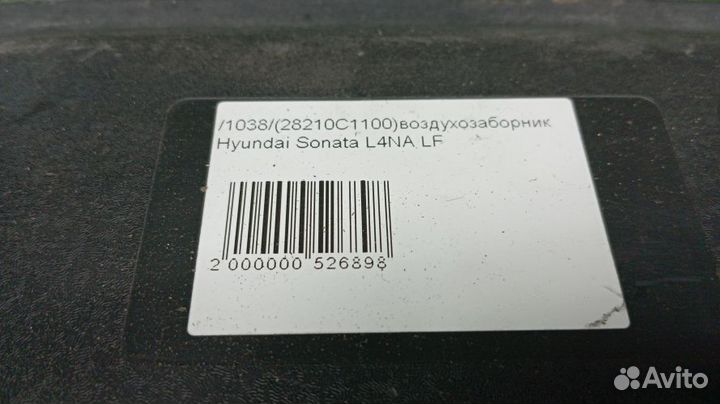 /1038/(28210C1100)воздухозаборник
Hyundai Sonata L4NA LF
2 000000 526898
Avito